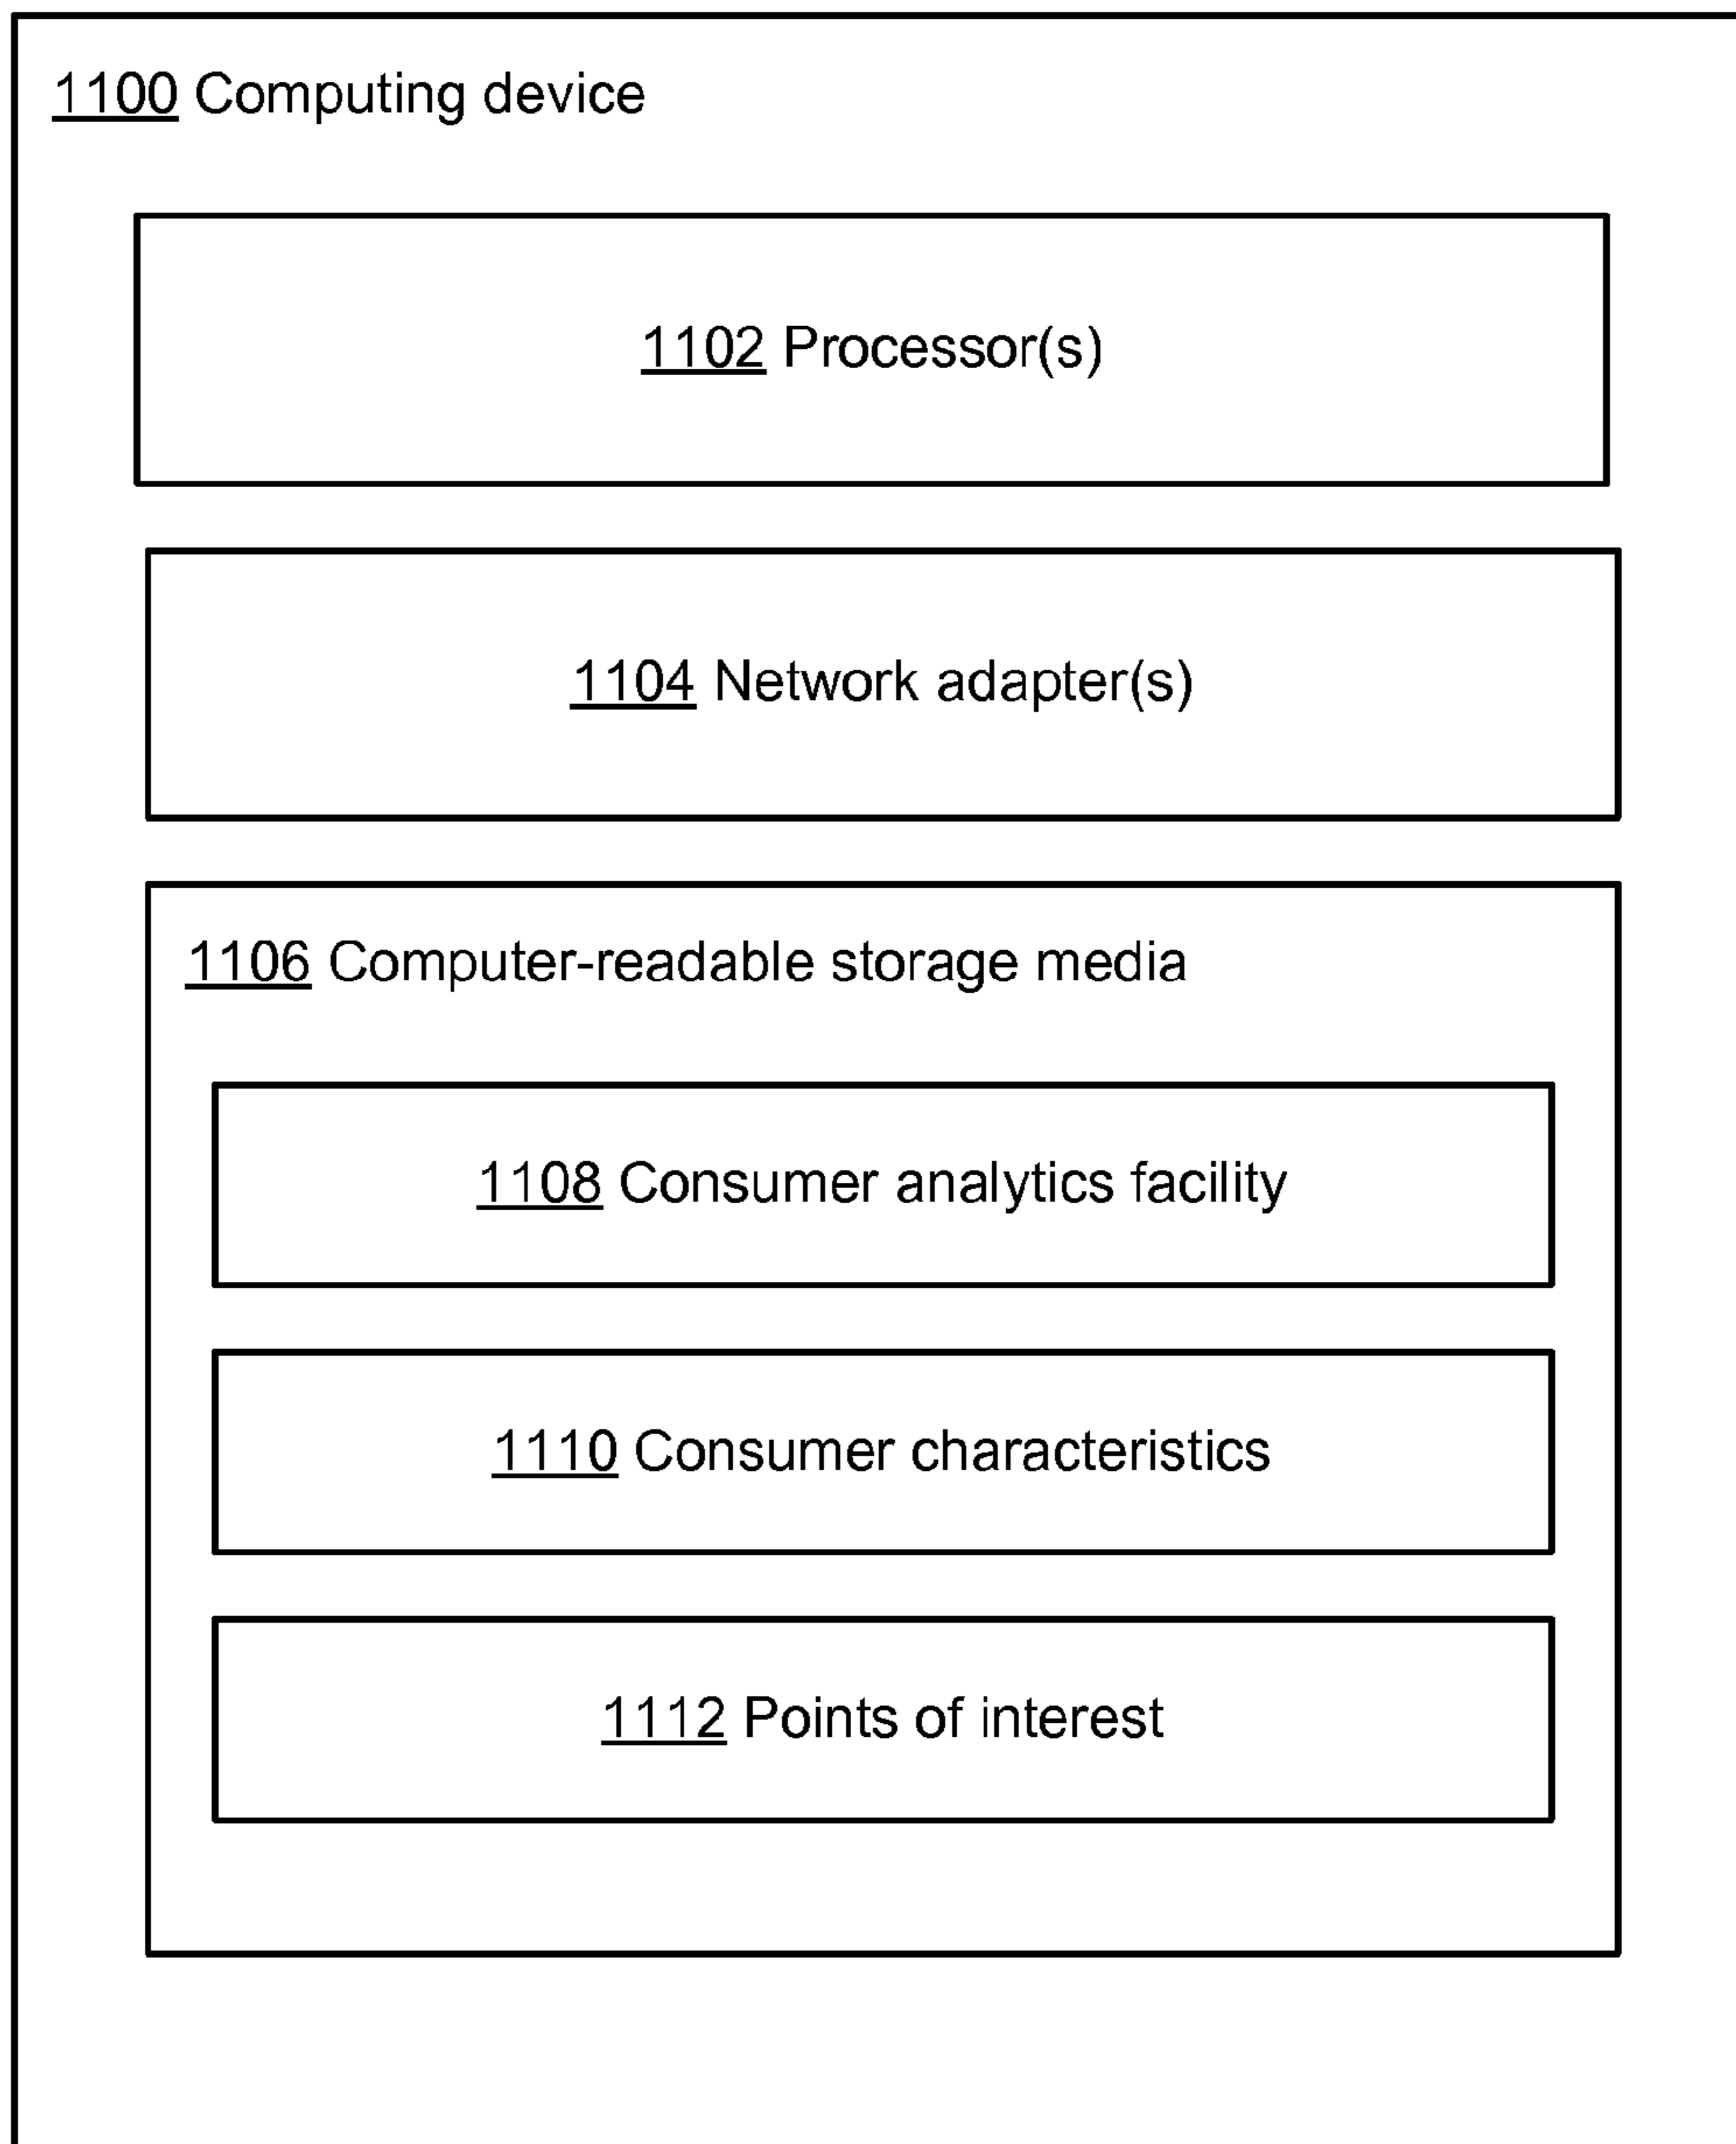 1100 Computing device
1102 Processor(s)
1104 Network adapter(s)
1106 Computer-readable storage media
1108 Consumer analytics facility
1110 Consumer characteristics
1112 Points of interest